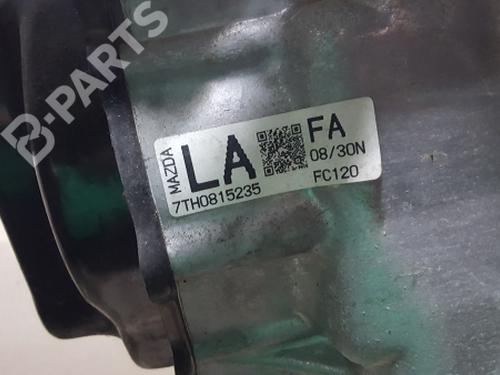 B-PARTS
MAZDA
LA
FA
08/30N
7TH0815235
FC120